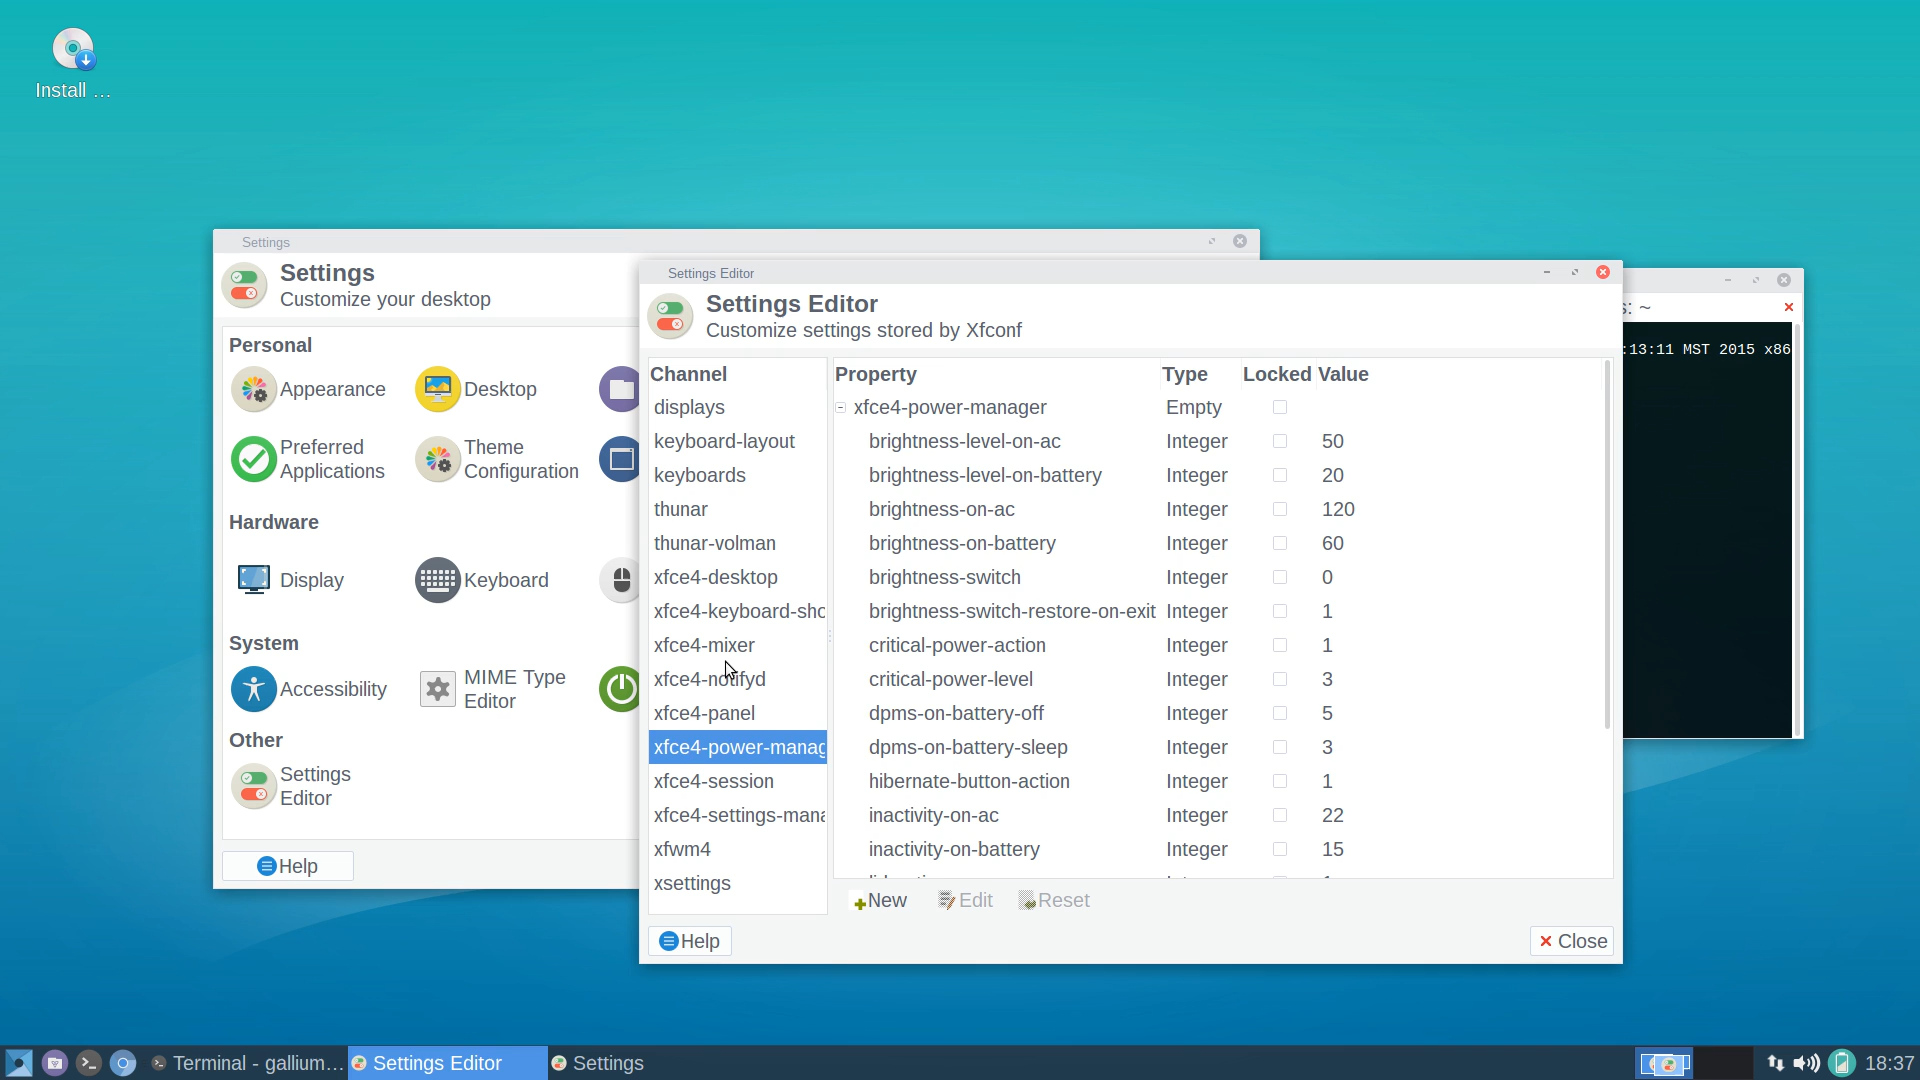 Install ...
Settings
Settings
Customize your desktop
Personal
Appearance
Desktop
Preferred
Applications
Theme
Configuration
Hardware
Display
Keyboard
System
Accessibility
MIME Type
Editor
Other
Settings
Editor
Help
Settings Editor
Settings Editor
Customize settings stored by Xfconf
Channel
displays
keyboard-layout
keyboards
thunar
thunar-volman
xfce4-desktop
xfce4-keyboard-sho
xfce4-mixer
xfce4-notifyd
xfce4-panel
xfce4-power-manag
xfce4-session
xfce4-settings-mana
xfwm4
xsettings
Property Type Locked Value
xfce4-power-manager Empty
brightness-level-on-ac Integer 50
brightness-level-on-battery Integer 20
brightness-on-ac Integer 120
brightness-on-battery Integer 60
brightness-switch Integer 0
brightness-switch-restore-on-exit Integer 1
critical-power-action Integer 1
critical-power-level Integer 3
dpms-on-battery-off Integer 5
dpms-on-battery-sleep Integer 3
hibernate-button-action Integer 1
inactivity-on-ac Integer 22
inactivity-on-battery Integer 15
New Edit Reset
Help
Close
: ~
:13:11 MST 2015 x86
Terminal - gallium... Settings Editor Settings 18:37